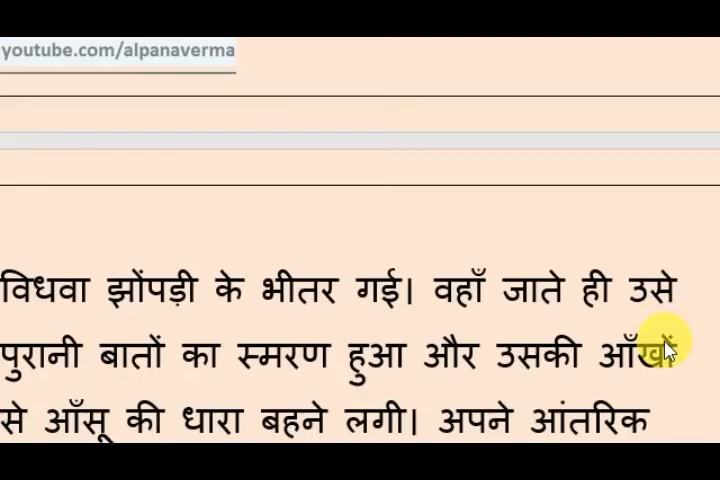 youtube.com/alpanaverma
विधवा झोंपड़ी के भीतर गई। वहाँ जाते ही उसे
पुरानी बातों का स्मरण हुआ और उसकी आँखों
से आँसू की धारा बहने लगी। अपने आंतरिक